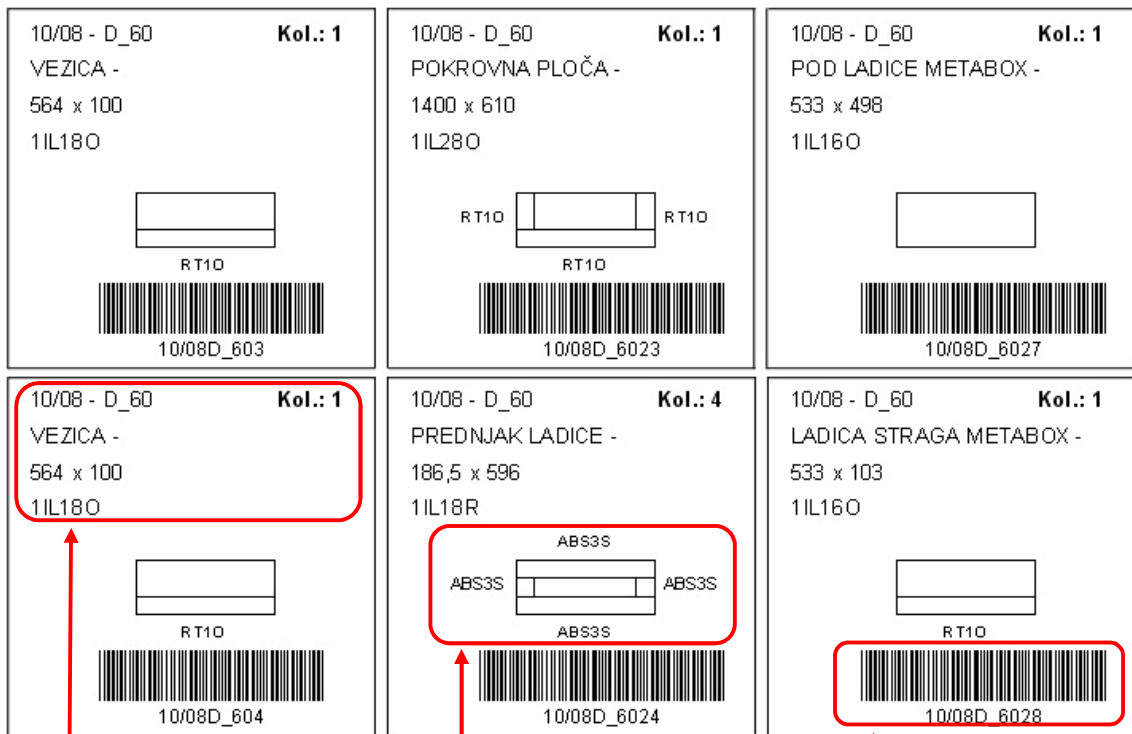 10/08 - D_60 Kol.: 1
VEZICA -
564 x 100
1IL18O
RT1O
10/08D_603
10/08 - D_60 Kol.: 1
POKROVNA PLOČA -
1400 x 610
1IL28O
RT1O RT1O
RT1O
10/08D_6023
10/08 - D_60 Kol.: 1
POD LADICE METABOX -
533 x 498
1IL16O
10/08D_6027
10/08 - D_60 Kol.: 1
VEZICA -
564 x 100
1IL18O
RT1O
10/08D_604
10/08 - D_60 Kol.: 4
PREDNJAK LADICE -
186,5 x 596
1IL18R
ABS3S
ABS3S ABS3S
ABS3S
10/08D_6024
10/08 - D_60 Kol.: 1
LADICA STRAGA METABOX -
533 x 103
1IL16O
RT1O
10/08D_6028